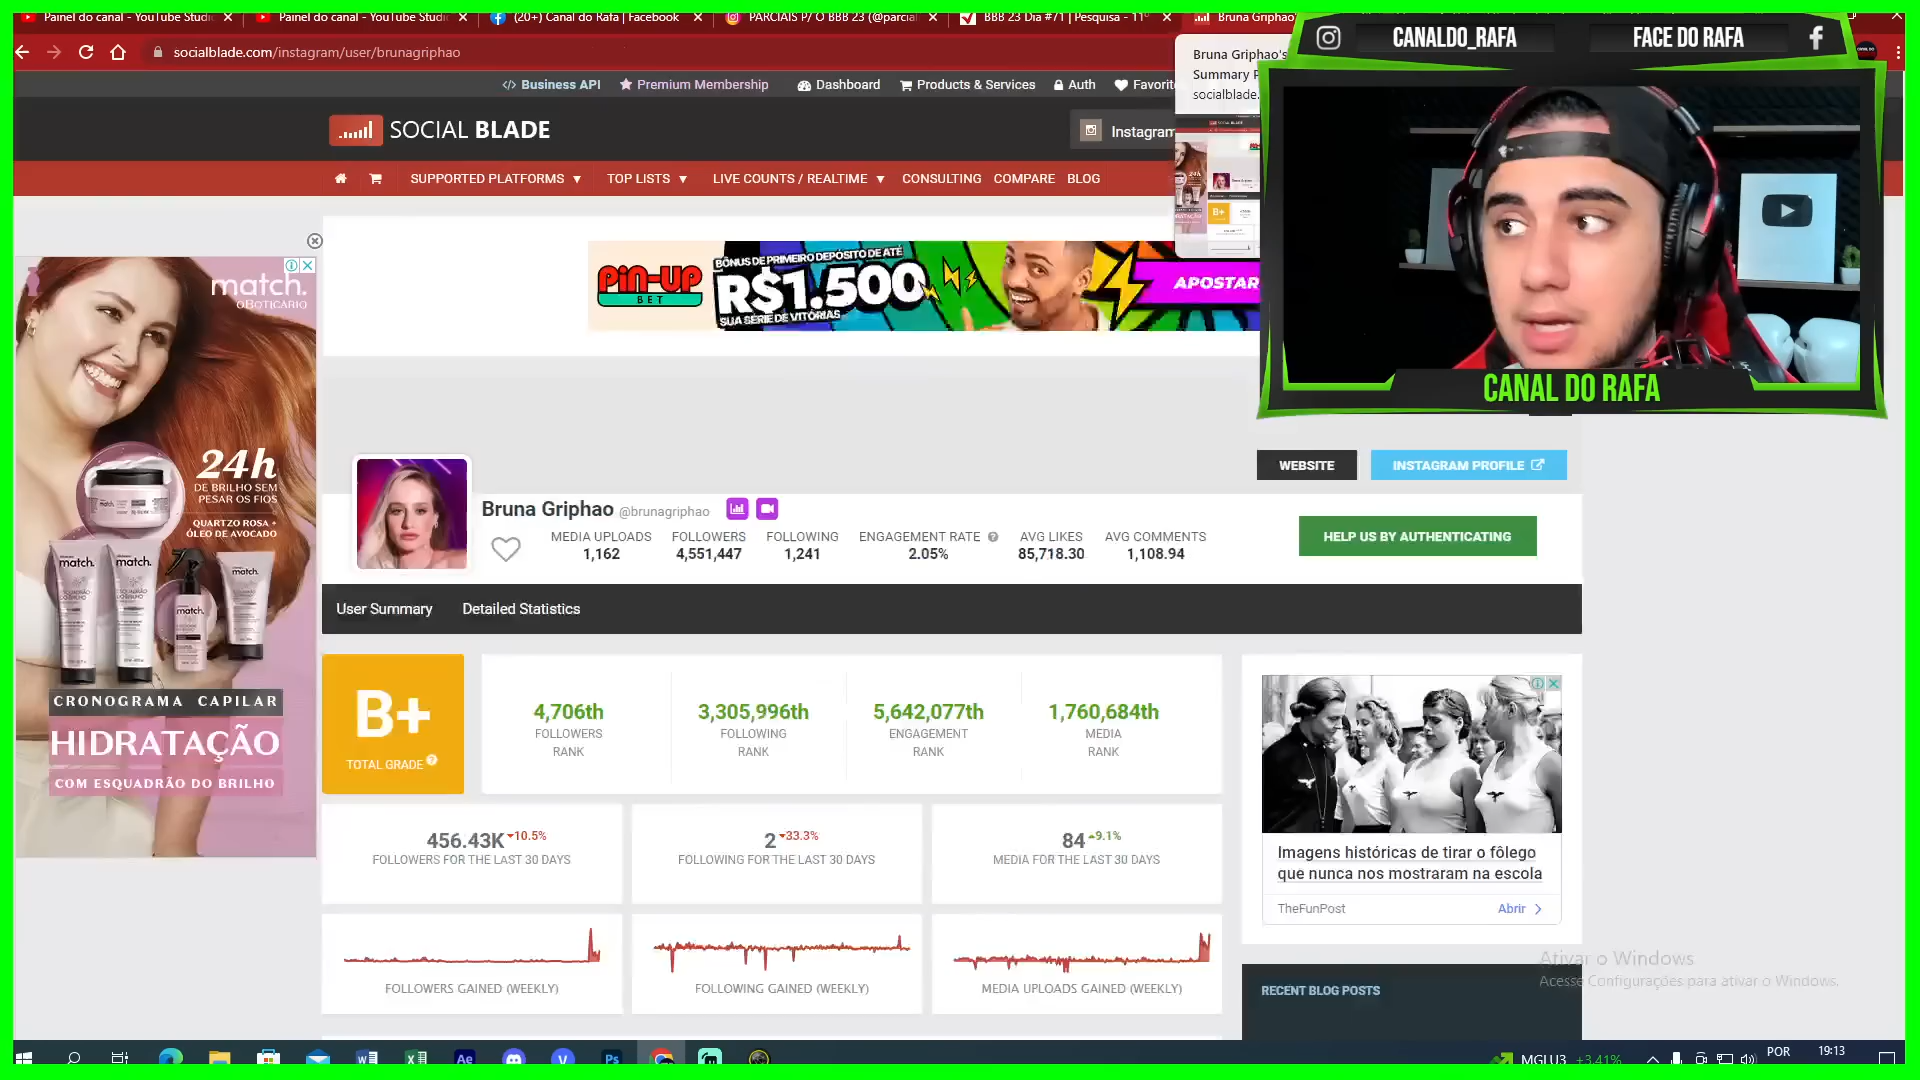 Painel do canal - YouTube Studio
Painel do canal - YouTube Studio
(20+) Canal do Rafa | Facebook
PARCIAIS P/ O BBB 23 (@parcial
BBB 23 Dia #71 | Pesquisa - 11º
Bruna Griphao
socialblade.com/instagram/user/brunagriphao
Bruna Griphao's
Summary P
socialblade.
CANALDO_RAFA
FACE DO RAFA
Business API
Premium Membership
Dashboard
Products & Services
Auth
Favorite
SOCIAL BLADE
Instagram
SUPPORTED PLATFORMS
TOP LISTS
LIVE COUNTS / REALTIME
CONSULTING
COMPARE
BLOG
PIN-UP
BET
BÔNUS DE PRIMEIRO DEPÓSITO DE ATÉ
R$1.500
SUA SÉRIE DE VITÓRIAS
APOSTAR
CANAL DO RAFA
match.
OBOTICÁRIO
24h
DE BRILHO SEM
PESAR OS FIOS
QUARTZO ROSA +
ÓLEO DE AVOCADO
match.
match.
match.
match.
CRONOGRAMA CAPILAR
HIDRATAÇÃO
COM ESQUADRÃO DO BRILHO
WEBSITE
INSTAGRAM PROFILE
Bruna Griphao @brunagriphao
MEDIA UPLOADS
1,162
FOLLOWERS
4,551,447
FOLLOWING
1,241
ENGAGEMENT RATE
2.05%
AVG LIKES
85,718.30
AVG COMMENTS
1,108.94
HELP US BY AUTHENTICATING
User Summary
Detailed Statistics
B+
TOTAL GRADE
4,706th
FOLLOWERS
RANK
3,305,996th
FOLLOWING
RANK
5,642,077th
ENGAGEMENT
RANK
1,760,684th
MEDIA
RANK
456.43K -10.5%
FOLLOWERS FOR THE LAST 30 DAYS
2 -33.3%
FOLLOWING FOR THE LAST 30 DAYS
84 9.1%
MEDIA FOR THE LAST 30 DAYS
FOLLOWERS GAINED (WEEKLY)
FOLLOWING GAINED (WEEKLY)
MEDIA UPLOADS GAINED (WEEKLY)
Imagens históricas de tirar o fôlego
que nunca nos mostraram na escola
TheFunPost
Abrir
RECENT BLOG POSTS
Ativar o Windows
Acesse Configurações para ativar o Windows.
MGLU3 +3,41%
POR
19:13